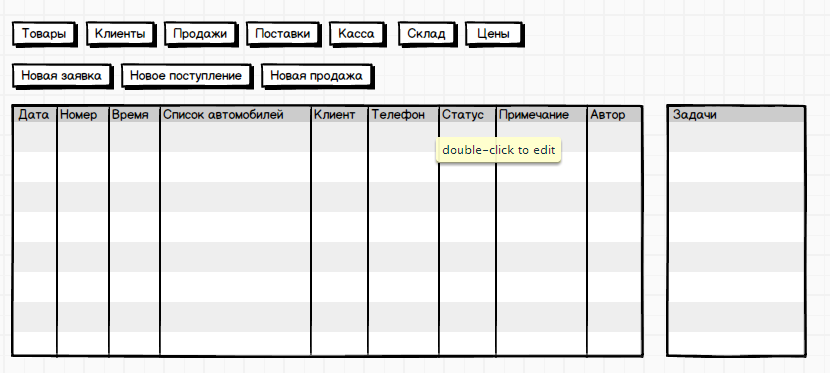 Товары Клиенты Продажи Поставки Касса Склад Цены
Новая заявка Новое поступление Новая продажа
Дата Номер Время Список автомобилей Клиент Телефон Статус Примечание Автор Задачи
double-click to edit